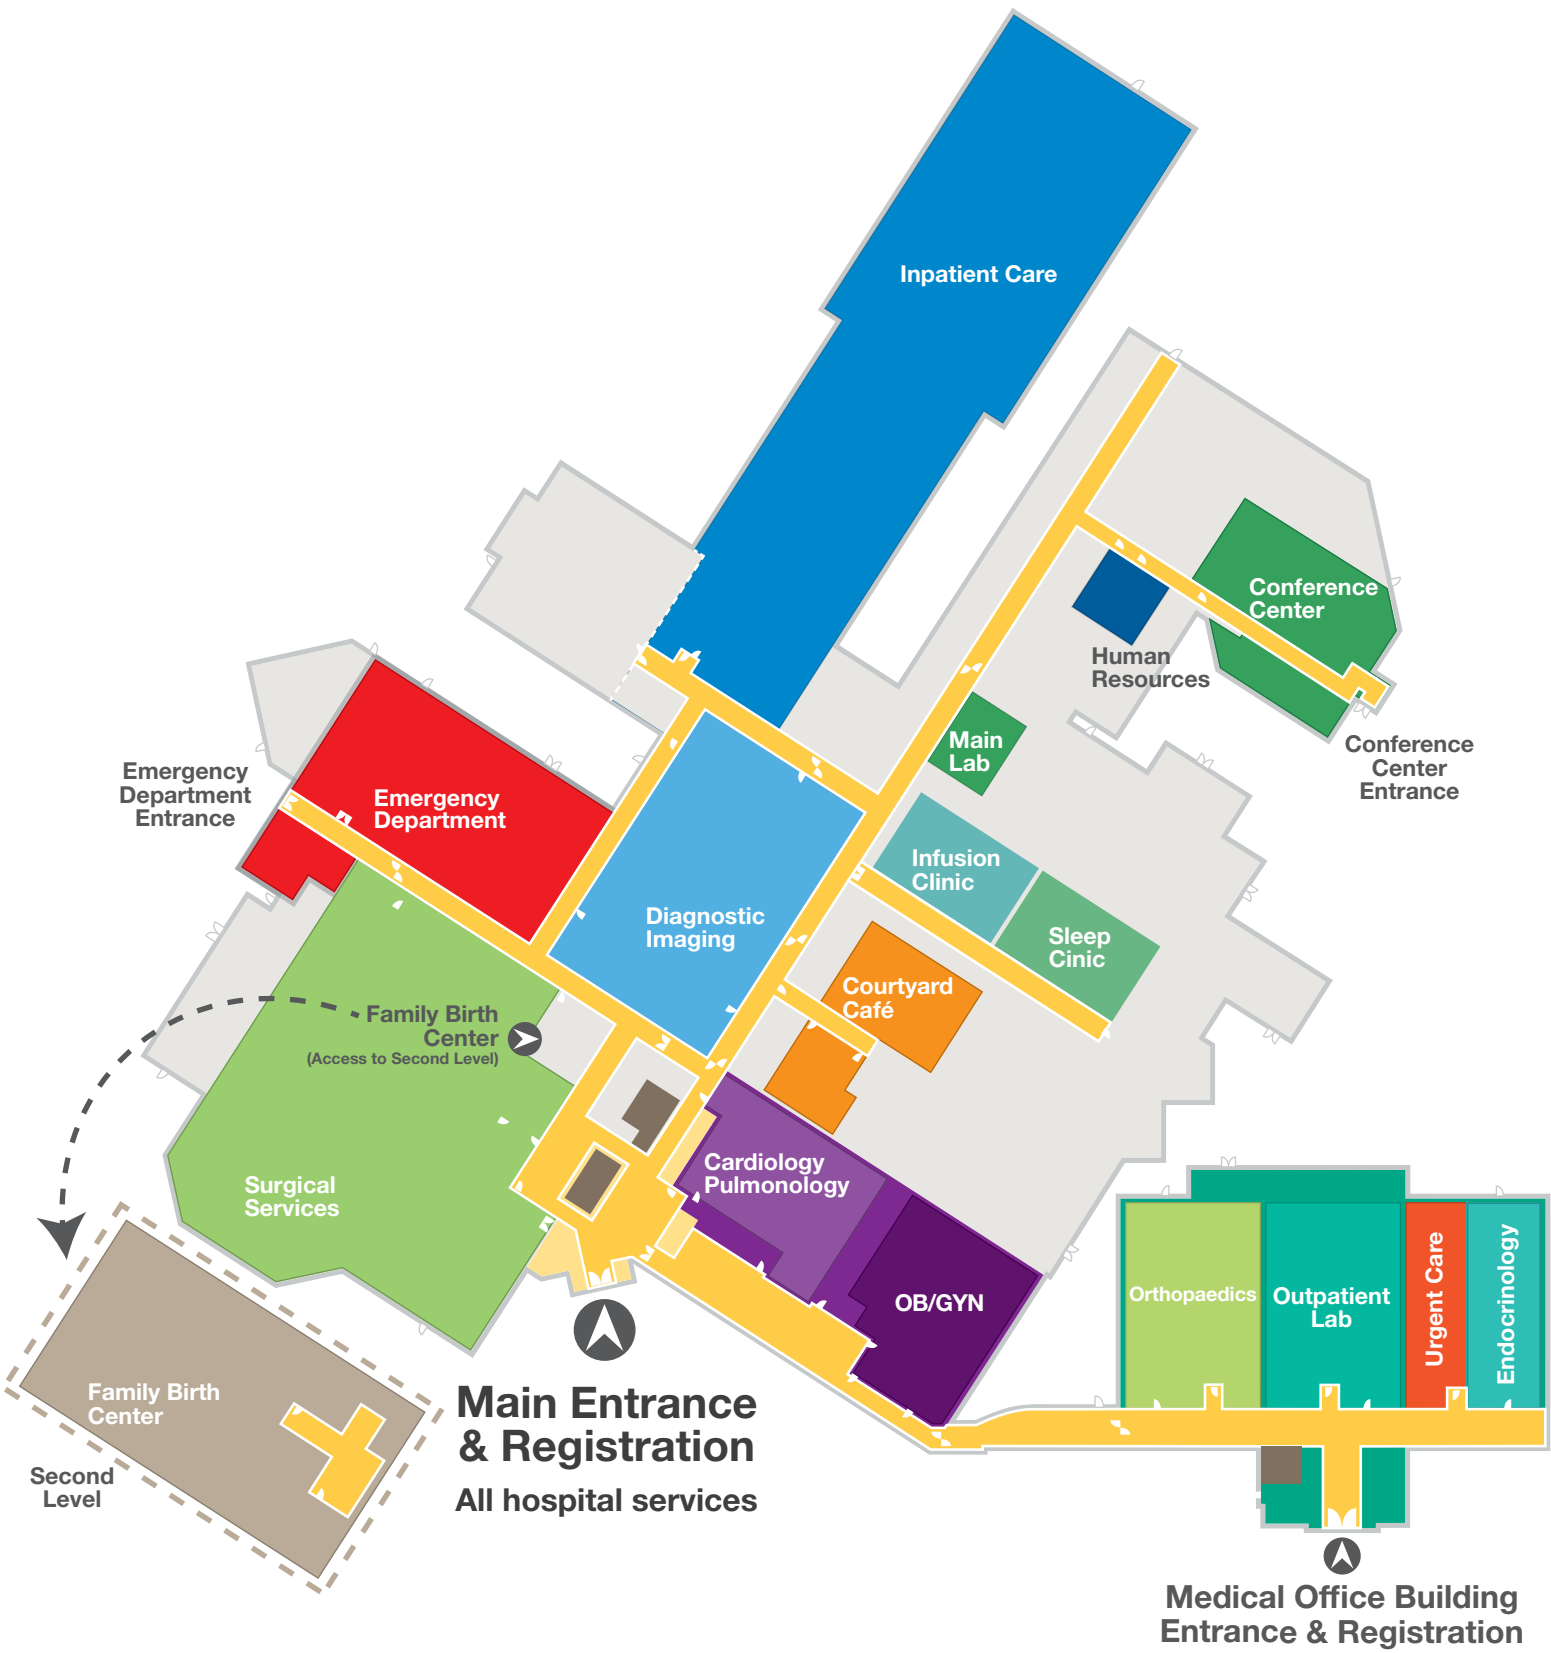 Inpatient Care
Conference
Center
Human
Resources
Main
Lab
Conference
Center
Entrance
Emergency
Department
Entrance
Emergency
Department
Infusion
Clinic
Diagnostic
Imaging
Sleep
Cinic
Courtyard
Café
Family Birth
Center
(Access to Second Level)
Cardiology
Pulmonology
Surgical
Services
OB/GYN
Orthopaedics
Outpatient
Lab
Urgent Care
Endocrinology
Family Birth
Center
Second
Level
Main Entrance
& Registration
All hospital services
Medical Office Building
Entrance & Registration